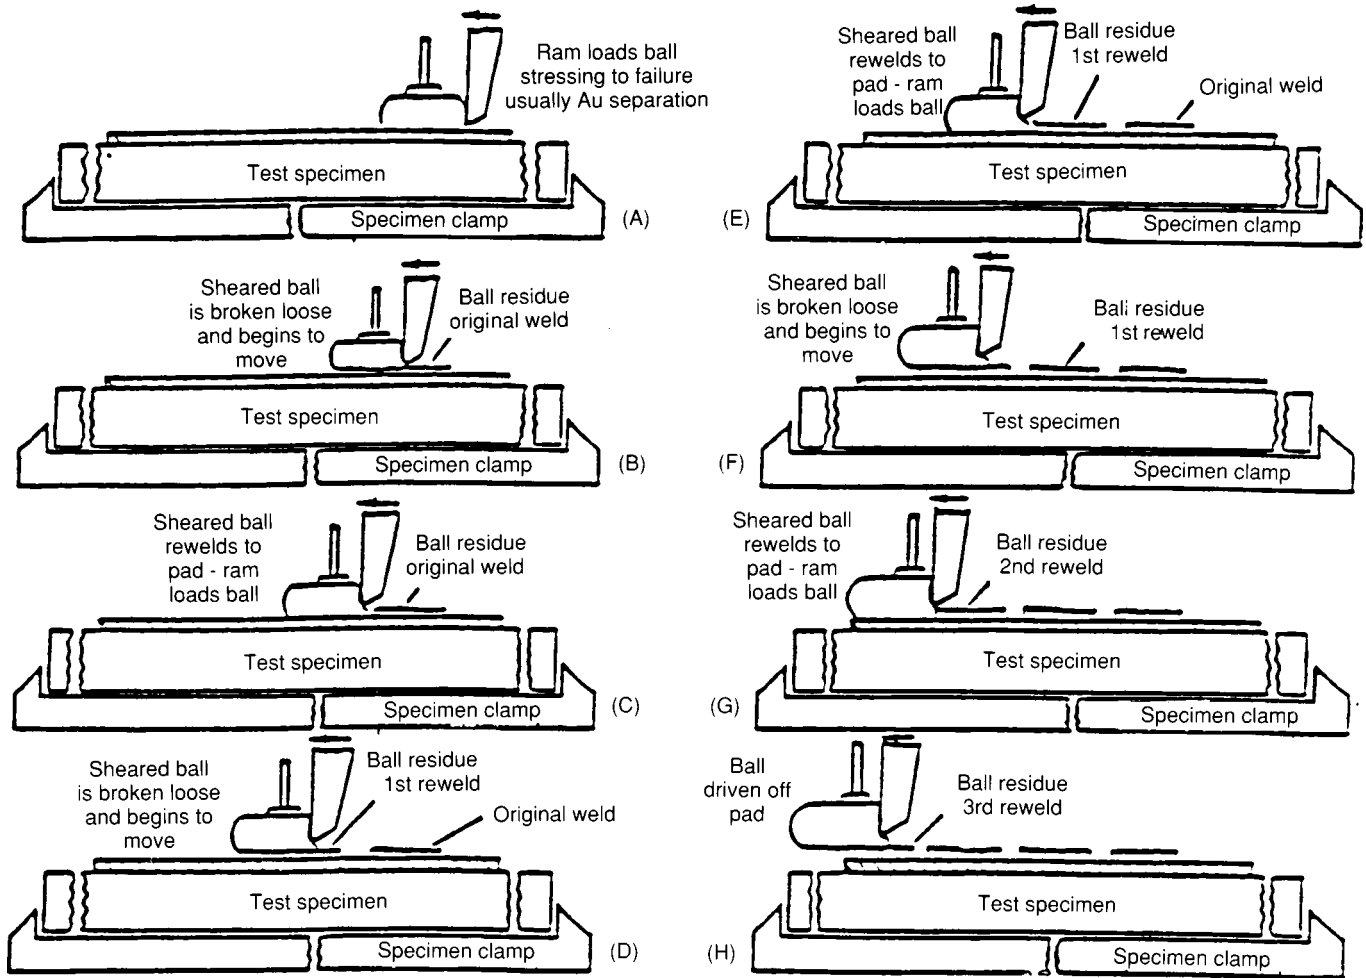 Ram loads ball
stressing to failure
usually Au separation
Test specimen
Specimen clamp
(A)
Sheared ball
is broken loose
and begins to
move
Ball residue
original weld
Test specimen
Specimen clamp
(B)
Sheared ball
rewelds to
pad - ram
loads ball
Ball residue
original weld
Test specimen
Specimen clamp
(C)
Sheared ball
is broken loose
and begins to
move
Ball residue
1st reweld
Original weld
Test specimen
Specimen clamp
(D)
Sheared ball
rewelds to
pad - ram
loads ball
Ball residue
1st reweld
Original weld
Test specimen
Specimen clamp
(E)
Sheared ball
is broken loose
and begins to
move
Ball residue
1st reweld
Test specimen
Specimen clamp
(F)
Sheared ball
rewelds to
pad - ram
loads ball
Ball residue
2nd reweld
Test specimen
Specimen clamp
(G)
Ball
driven off
pad
Ball residue
3rd reweld
Test specimen
Specimen clamp
(H)